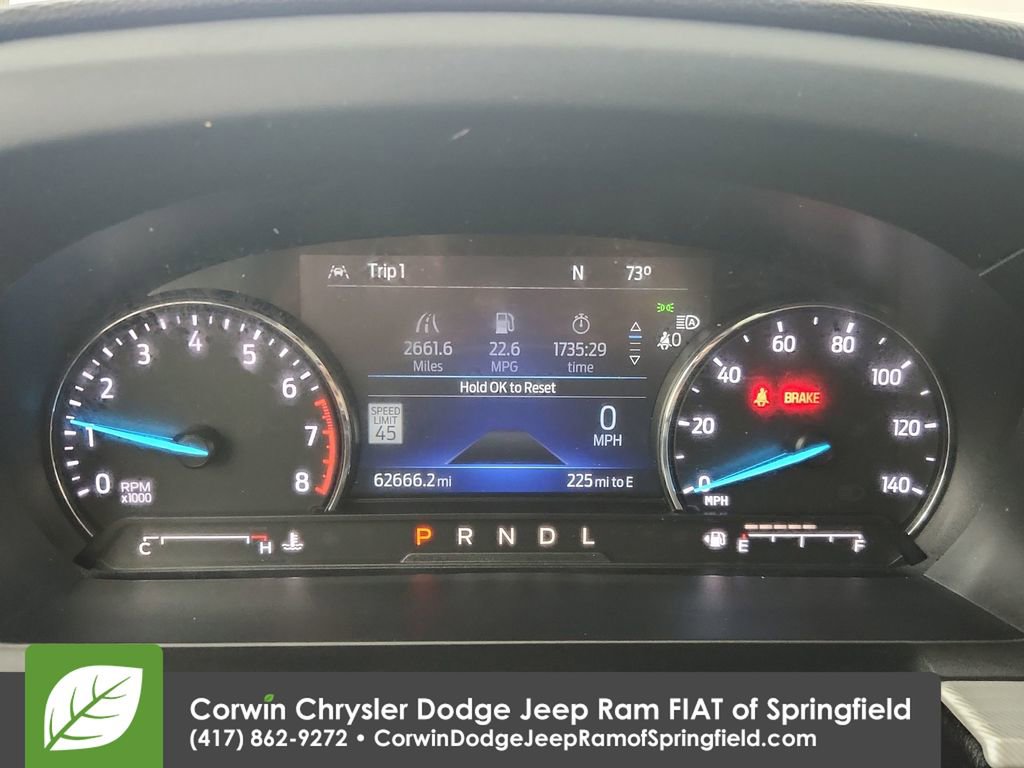 Trip 1 N 73°
2661.6 22.6 1735:29
Miles MPG time
0
Hold OK to Reset
SPEED
LIMIT
45
0
MPH
62666.2 mi 225 mi to E
0 1 2 3 4 5 6 7 8
RPM
x1000
0 20 40 60 80 100 120 140
BRAKE
MPH
C H P R N D L E F
Corwin Chrysler Dodge Jeep Ram FIAT of Springfield
(417) 862-9272 • CorwinDodgeJeepRamofSpringfield.com